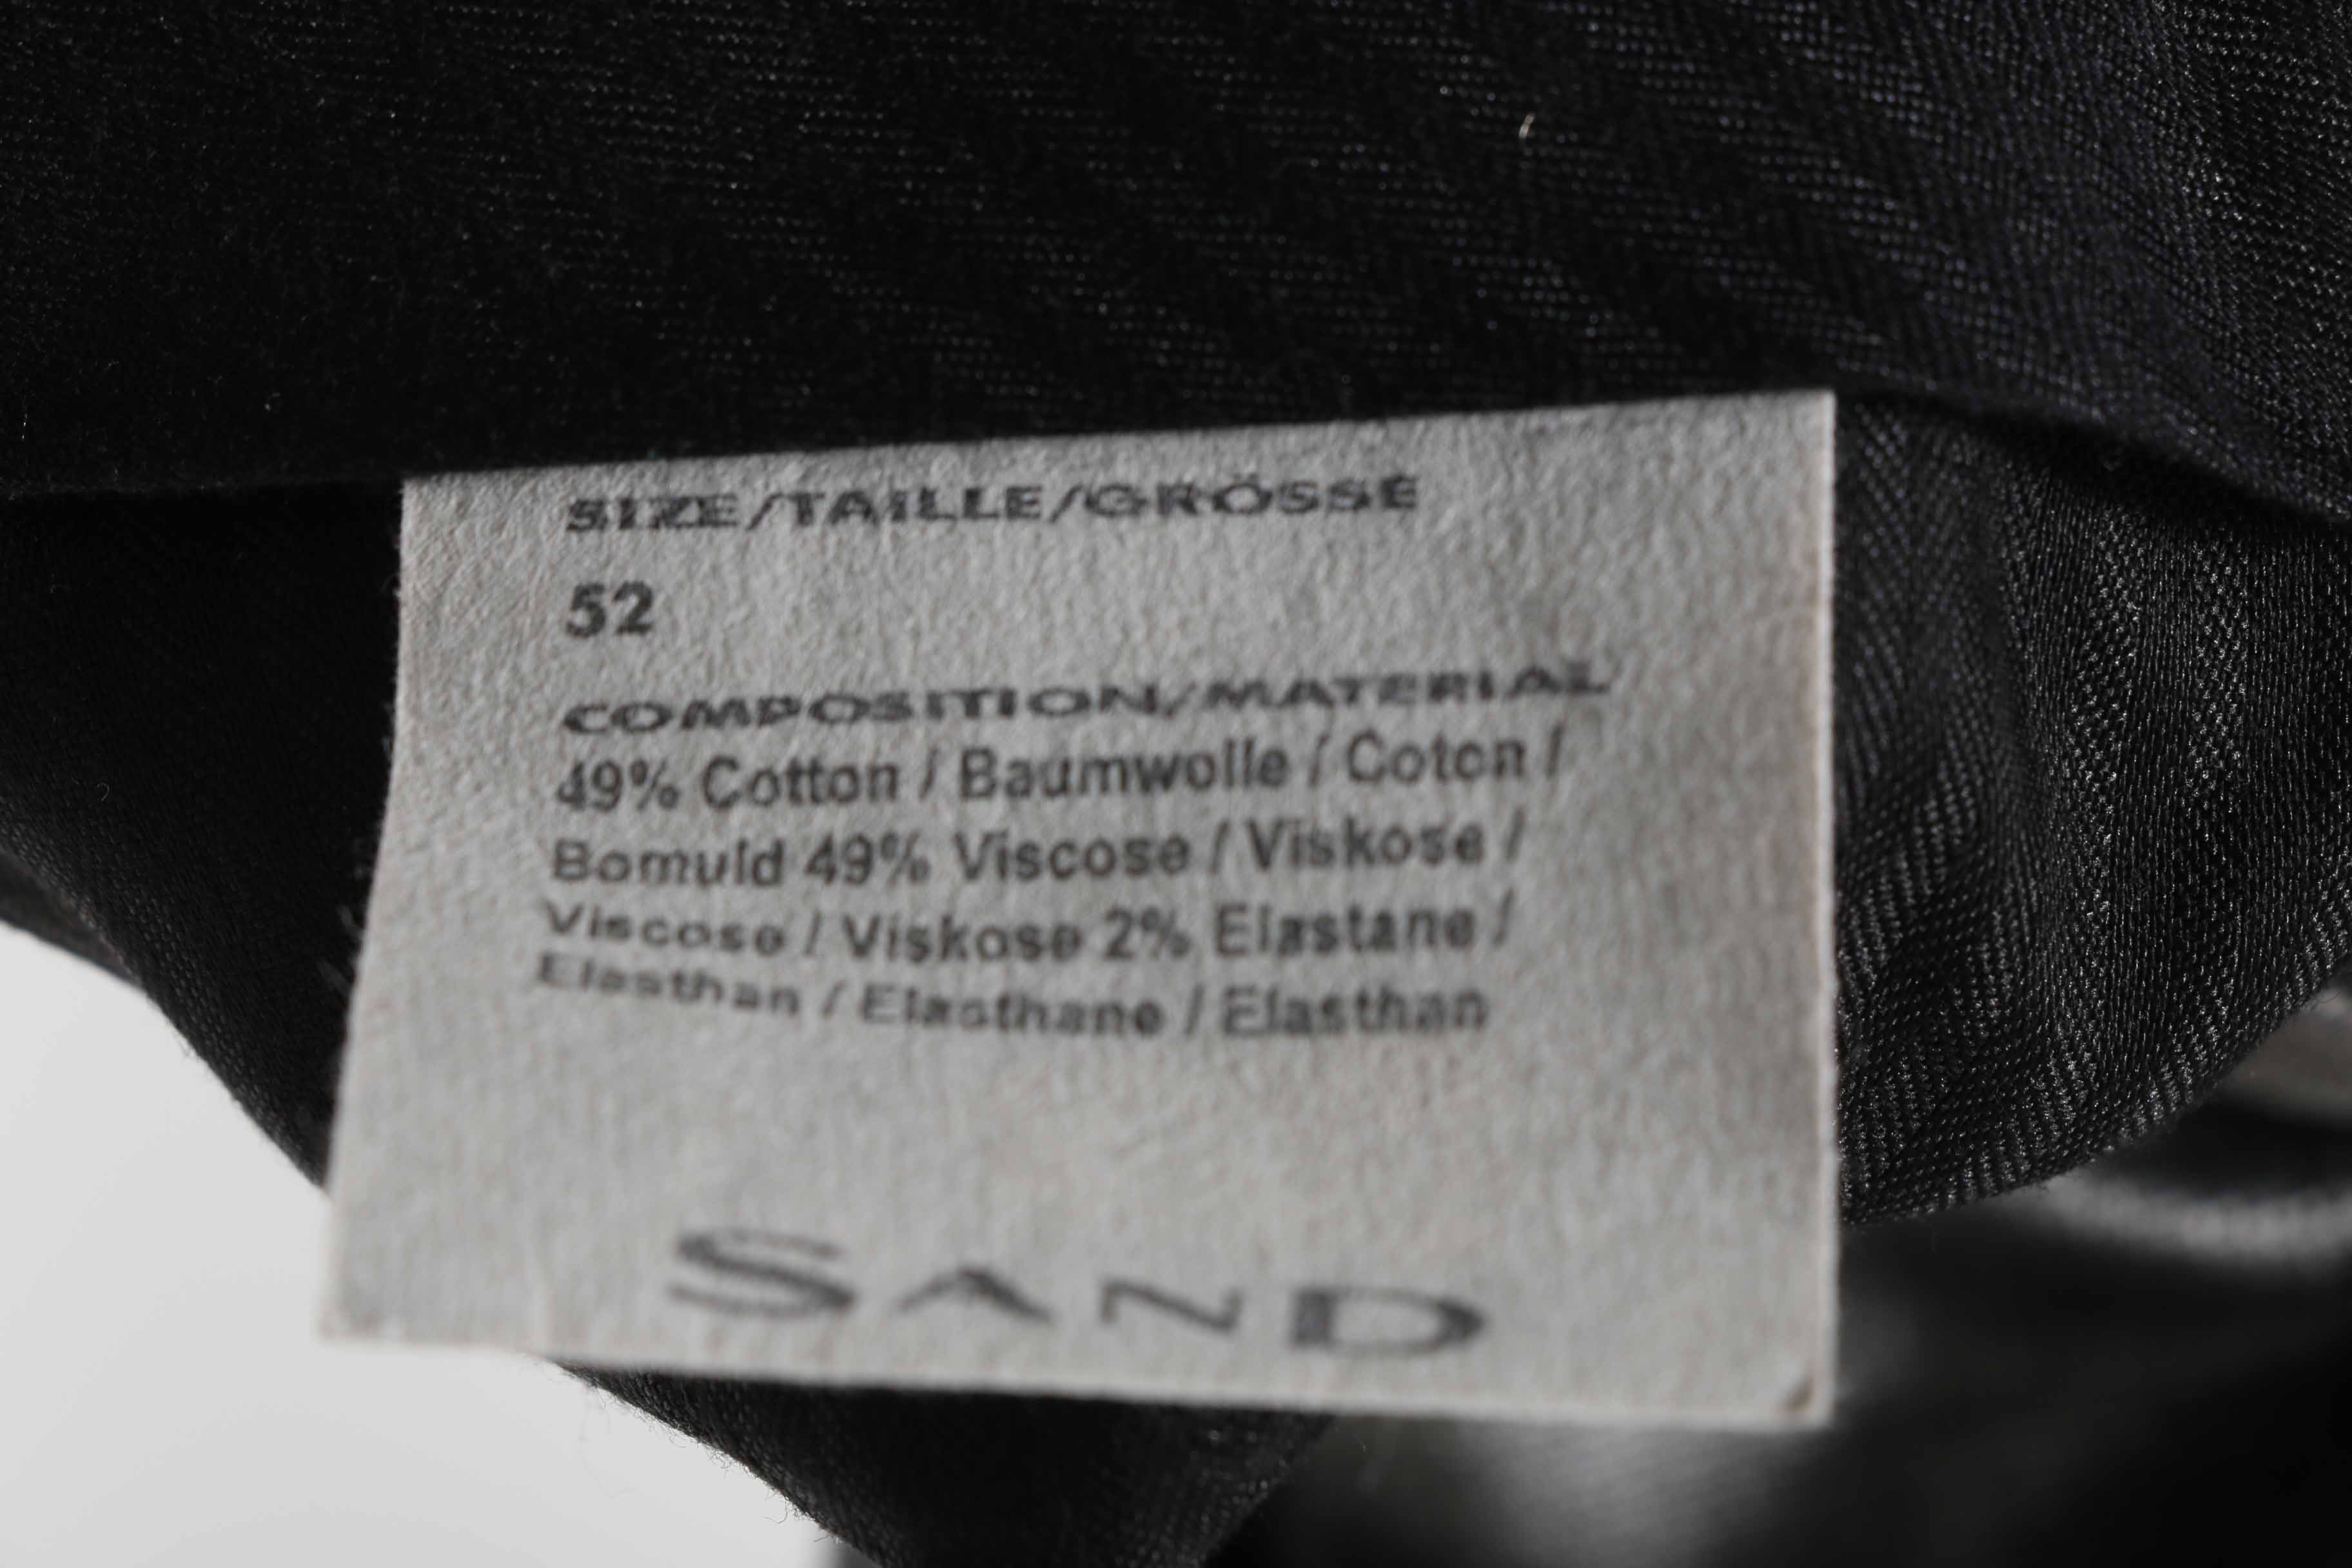 SIZE/TAILLE/GRÖSSE
52
COMPOSITION/MATERIAL
49% Cotton / Baumwolle / Coton /
Bomuld 49% Viscose / Viskose /
Viscose / Viskose 2% Elastane /
Elasthan / Elasthane / Elasthan
SAND